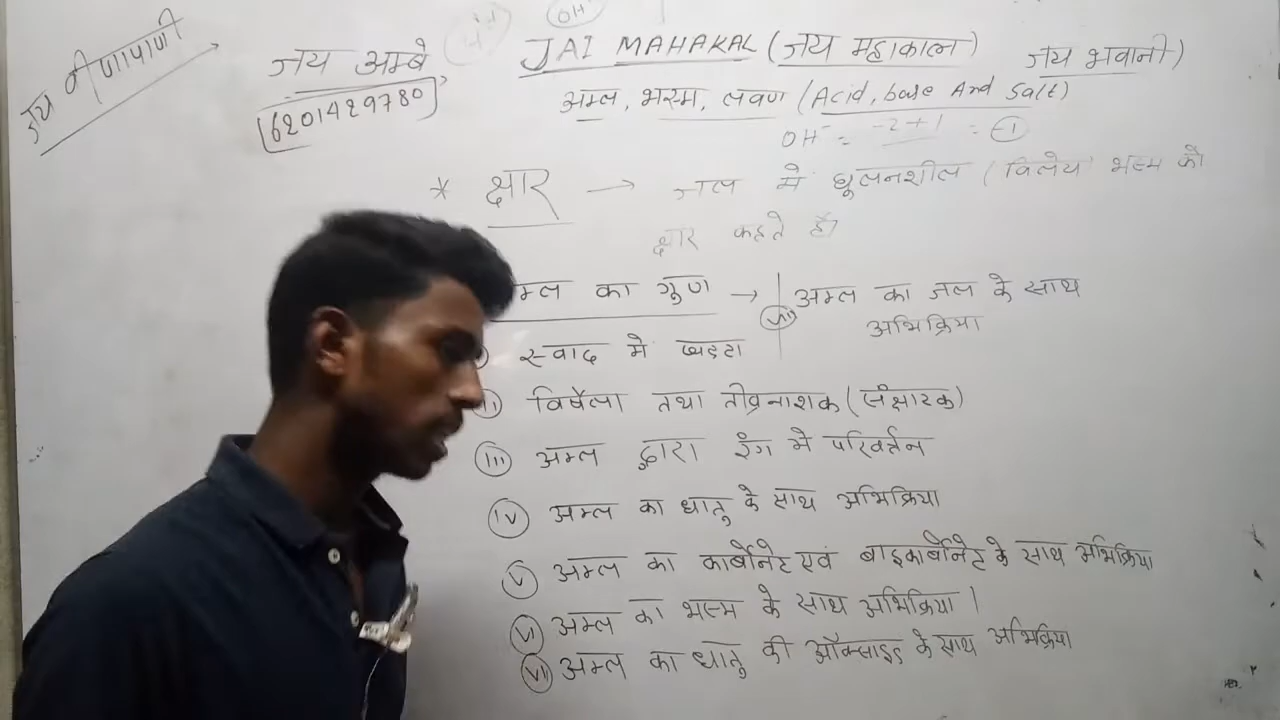 जय वीणापाणी
OH⁻
जय अम्बे
6201429780
JAI MAHAKAL (जय महाकाल) जय भवानी)
अम्ल, भस्म, लवण (Acid, base And Salt)
OH⁻ = -2+1 = -1
* क्षार → जल में घूलनशील (विलेय भस्म को
क्षार कहते हैं
म्ल का गुण →
स्वाद में खट्टा
विषैला तथा तीव्रनाशक (संक्षारक)
iii अम्ल द्वारा रंग में परिवर्तन
iv अम्ल का धातु के साथ अभिक्रिया
v अम्ल का कार्बोनेट एवं बाइकार्बोनेट के साथ अभिक्रिया
vi अम्ल का भस्म के साथ अभिक्रिया।
vii अम्ल का धातु की ऑक्साइड के साथ अभिक्रिया
viii अम्ल का जल के साथ
अभिक्रिया